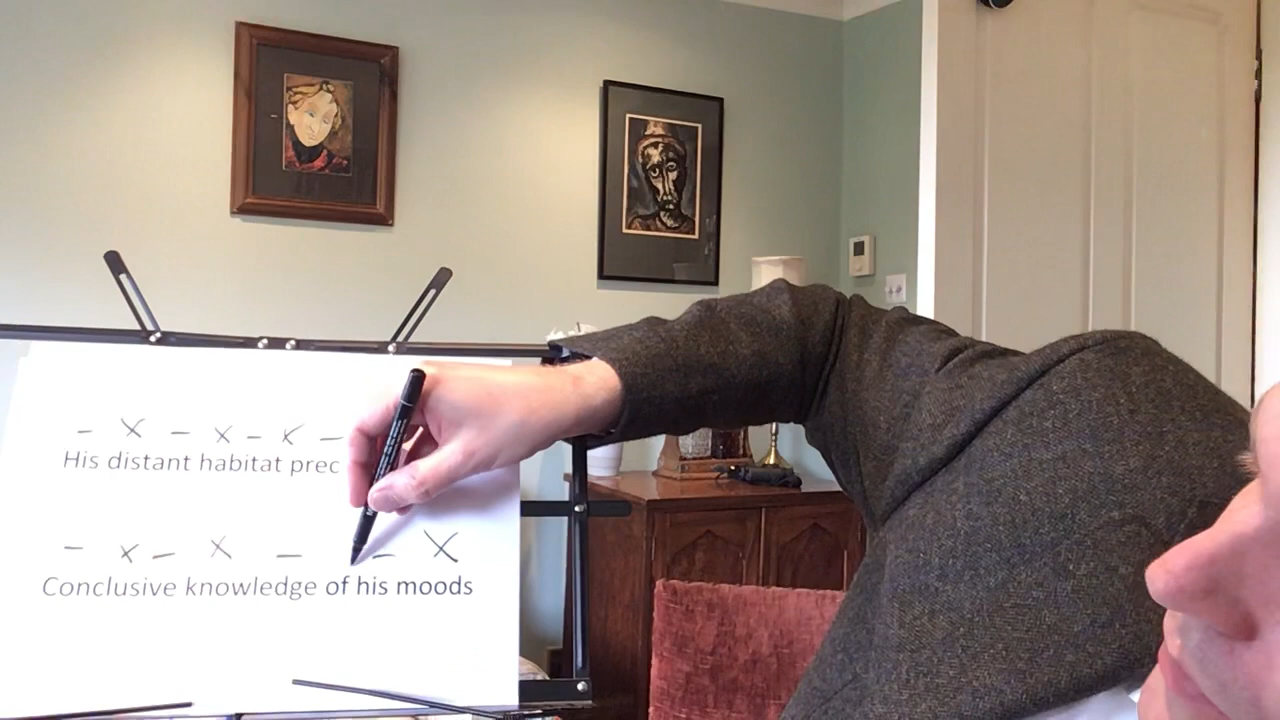 – × – × – × –
His distant habitat prec
– × – × – – ×
Conclusive knowledge of his moods